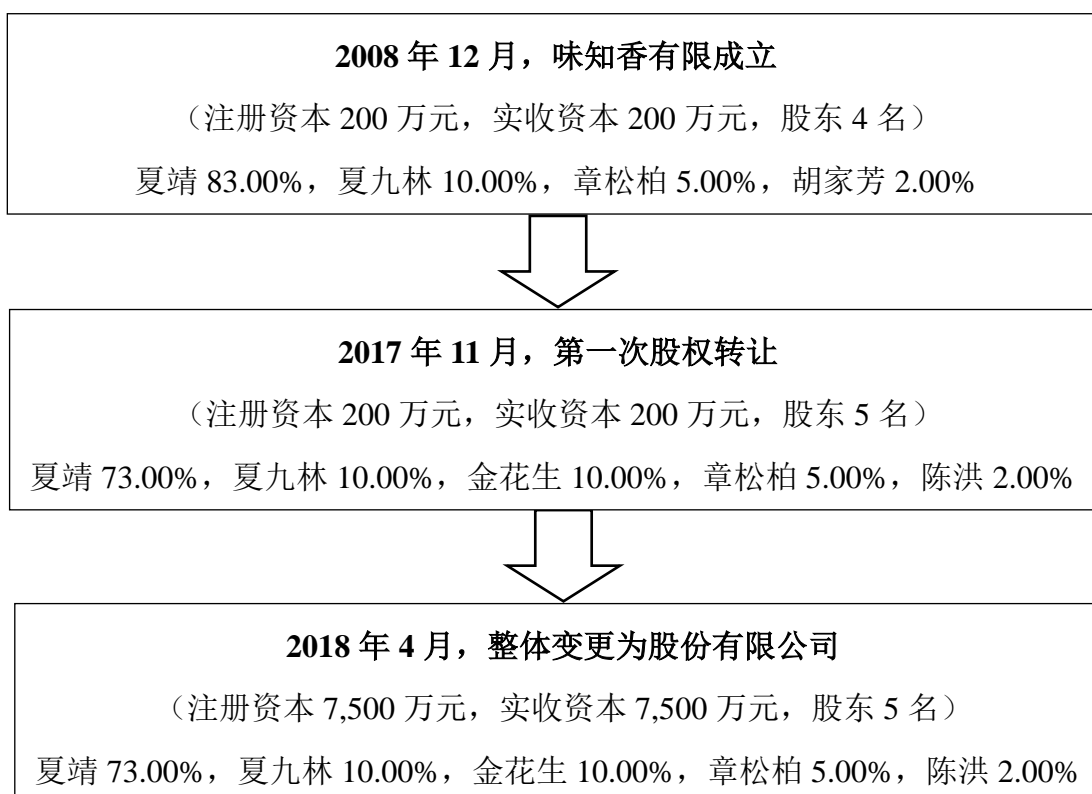 2008 年 12 月，味知香有限成立
（注册资本 200 万元，实收资本 200 万元，股东 4 名）
夏靖 83.00%，夏九林 10.00%，章松柏 5.00%，胡家芳 2.00%
2017 年 11 月，第一次股权转让
（注册资本 200 万元，实收资本 200 万元，股东 5 名）
夏靖 73.00%，夏九林 10.00%，金花生 10.00%，章松柏 5.00%，陈洪 2.00%
2018 年 4 月，整体变更为股份有限公司
（注册资本 7,500 万元，实收资本 7,500 万元，股东 5 名）
夏靖 73.00%，夏九林 10.00%，金花生 10.00%，章松柏 5.00%，陈洪 2.00%